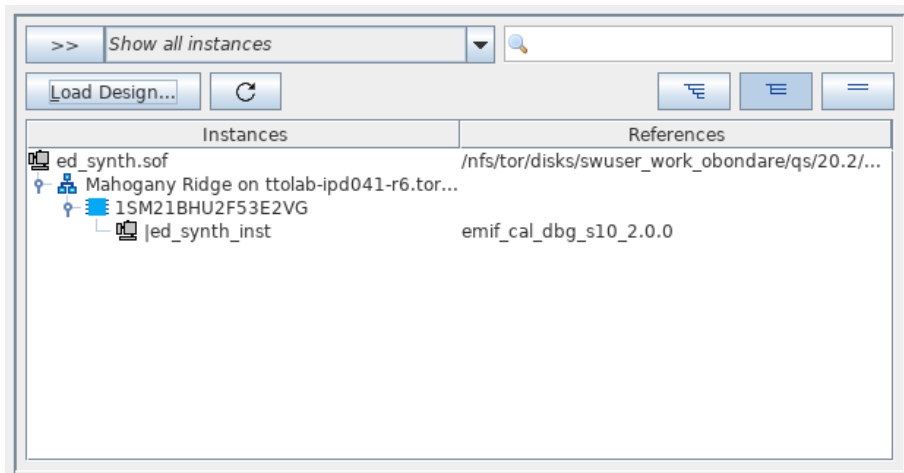 >> Show all instances
Load Design...
Instances References
ed_synth.sof /nfs/tor/disks/swuser_work_obondare/qs/20.2/...
Mahogany Ridge on ttolab-ipd041-r6.tor...
1SM21BHU2F53E2VG
|ed_synth_inst emif_cal_dbg_s10_2.0.0